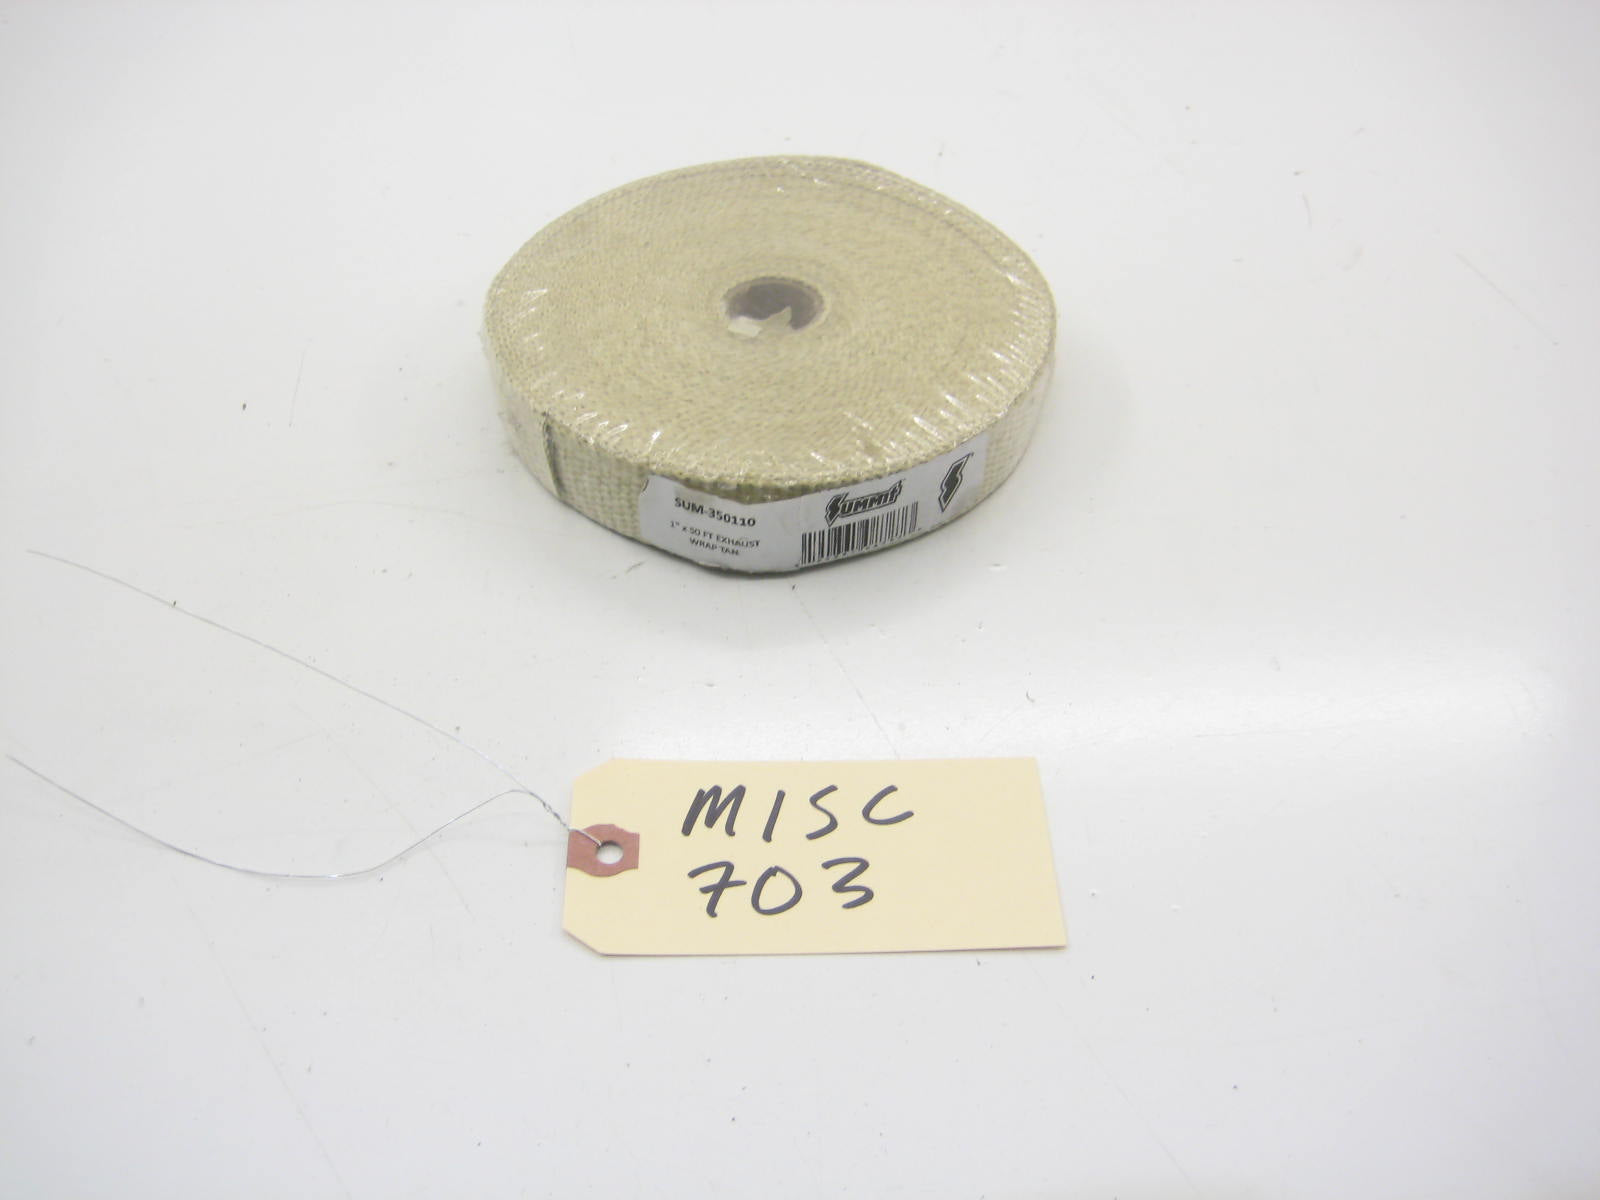 SUM-350110
1" x 50 FT EXHAUST
WRAP TAN
SUMMIT
MISC
703